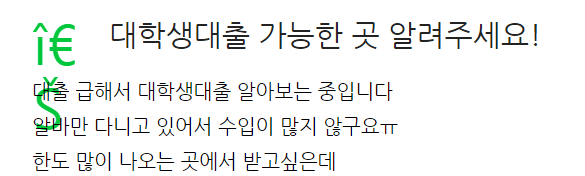 î€Š
대학생대출 가능한 곳 알려주세요!
대출 급해서 대학생대출 알아보는 중입니다
알바만 다니고 있어서 수입이 많지 않구요ㅠ
한도 많이 나오는 곳에서 받고싶은데